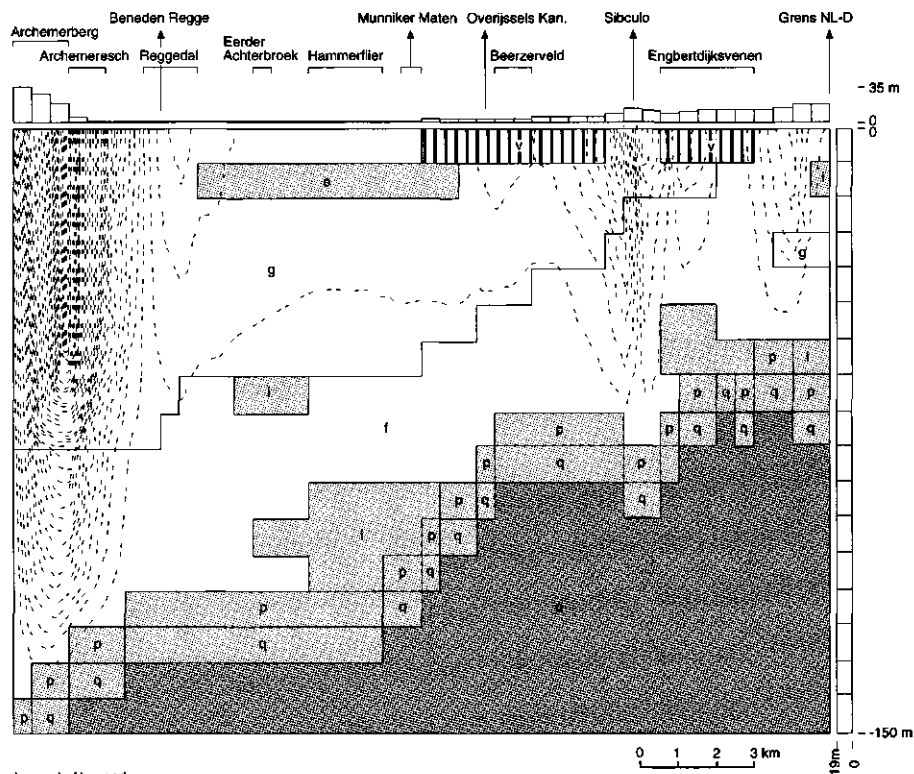 Beneden Regge Munniker Maten Overijssels Kan. Sibculo Grens NL-D
Archemerberg
Eerder
Archemeresch Reggedal Achterbroek Hammerflier Beerzerveld Engbertdijksvenen
35 m
0
0
v v
e i
g g
p l
i p q p q p
f p p q p q q
p q p
p q q
l p q
p q
p q
p q
p q
p q
-150 m
0 1 2 3 km
19m
0